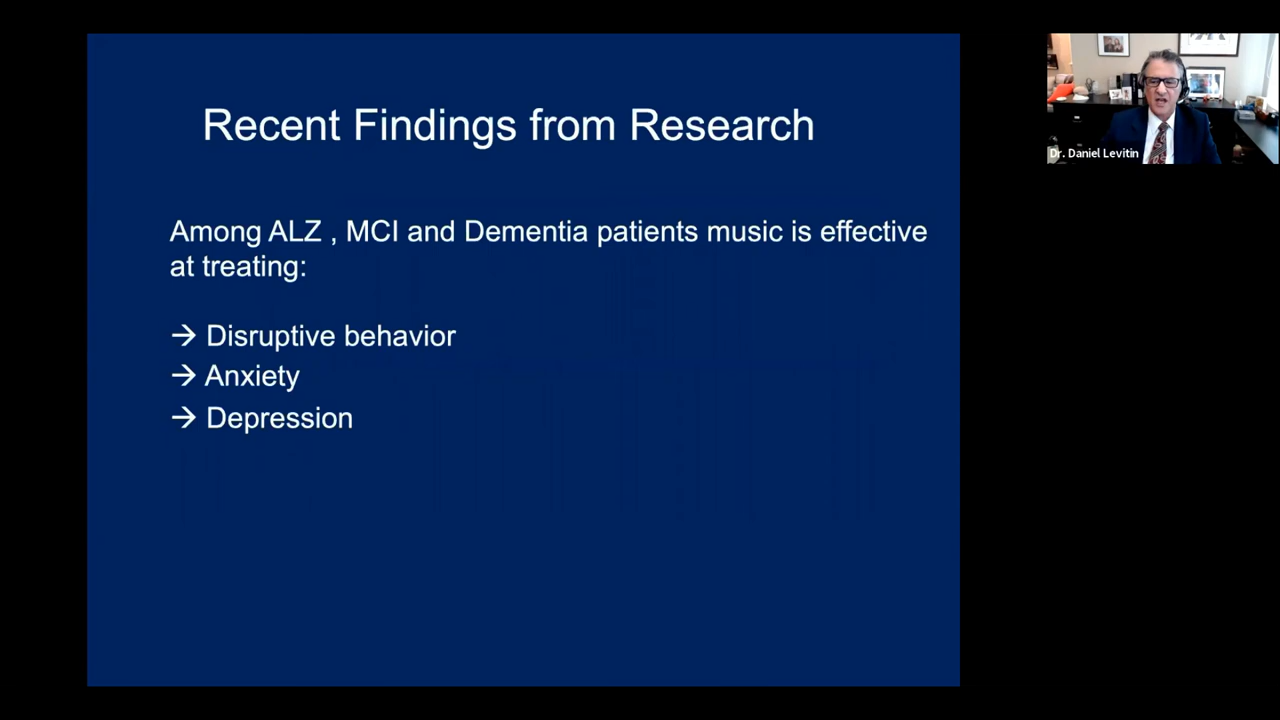 Recent Findings from Research
Among ALZ , MCI and Dementia patients music is effective
at treating:
→ Disruptive behavior
→ Anxiety
→ Depression
Dr. Daniel Levitin